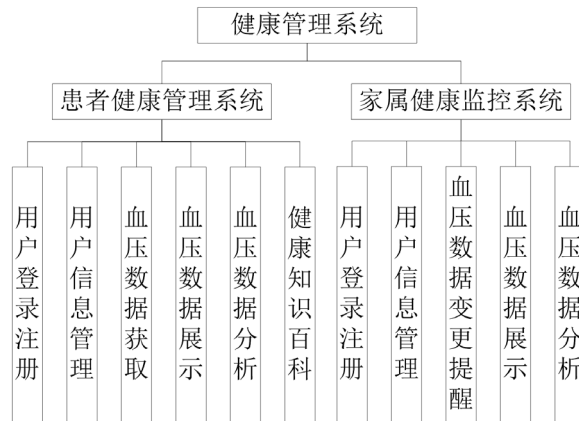 健康管理系统
患者健康管理系统
家属健康监控系统
用户登录注册
用户信息管理
血压数据获取
血压数据展示
血压数据分析
健康知识百科
用户登录注册
用户信息管理
血压数据变更提醒
血压数据展示
血压数据分析